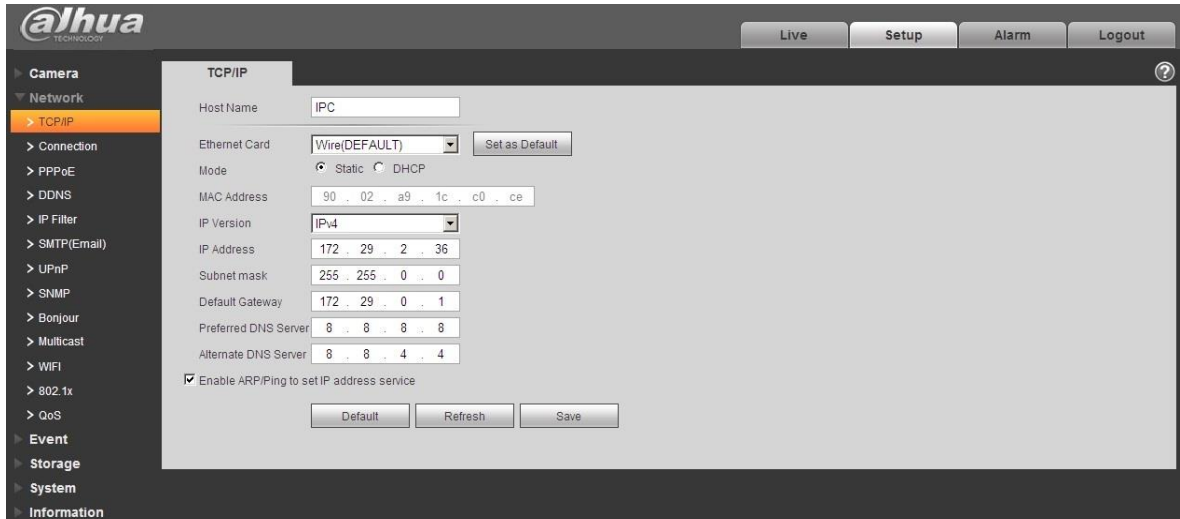 alhua
TECHNOLOGY
Live Setup Alarm Logout
Camera
Network
> TCP/IP
> Connection
> PPPoE
> DDNS
> IP Filter
> SMTP(Email)
> UPnP
> SNMP
> Bonjour
> Multicast
> WIFI
> 802.1x
> QoS
Event
Storage
System
Information
TCP/IP
?
Host Name IPC
Ethernet Card Wire(DEFAULT) Set as Default
Mode Static DHCP
MAC Address 90 . 02 . a9 . 1c . c0 . ce
IP Version IPv4
IP Address 172 . 29 . 2 . 36
Subnet mask 255 . 255 . 0 . 0
Default Gateway 172 . 29 . 0 . 1
Preferred DNS Server 8 . 8 . 8 . 8
Alternate DNS Server 8 . 8 . 4 . 4
Enable ARP/Ping to set IP address service
Default Refresh Save